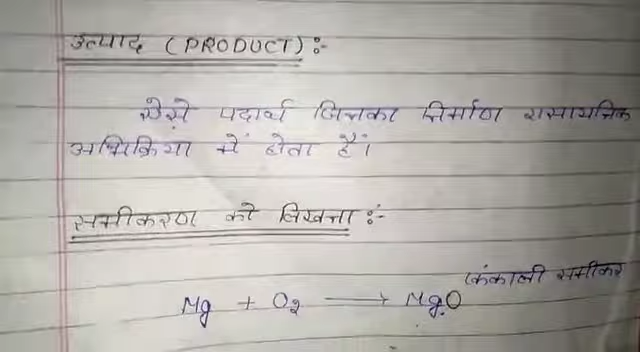 उत्पाद (PRODUCT):-
ऐसे पदार्थ जिनका निर्माण रासायनिक
अभिक्रिया में होता है।
समीकरण को लिखना :-
कंकाली समीकर
Mg + O₂ → MgO